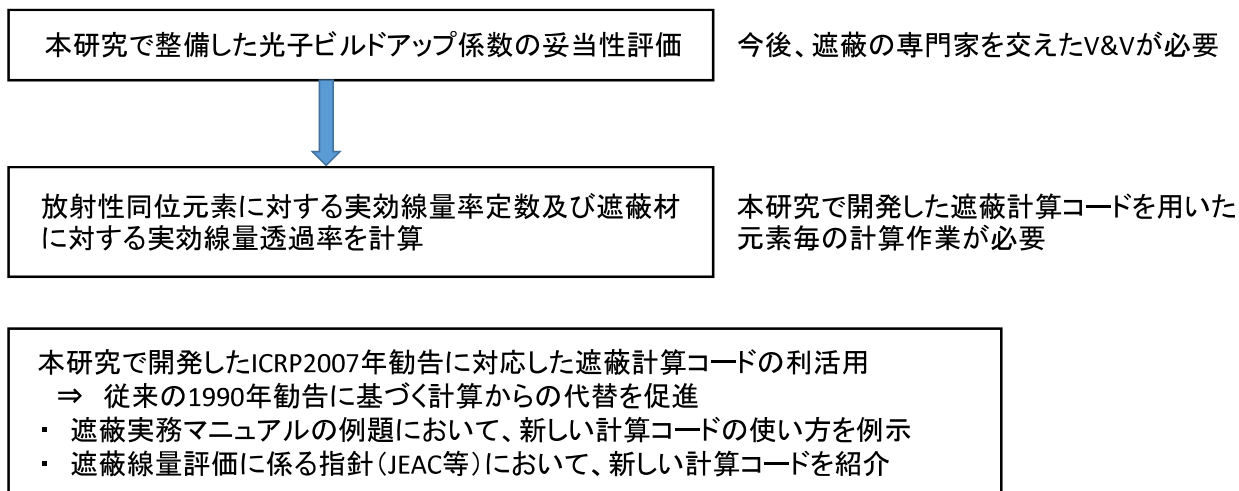 本研究で整備した光子ビルドアップ係数の妥当性評価
今後、遮蔽の専門家を交えたV&Vが必要
放射性同位元素に対する実効線量率定数及び遮蔽材
に対する実効線量透過率を計算
本研究で開発した遮蔽計算コードを用いた
元素毎の計算作業が必要
本研究で開発したICRP2007年勧告に対応した遮蔽計算コードの利活用
⇒ 従来の1990年勧告に基づく計算からの代替を促進
・ 遮蔽実務マニュアルの例題において、新しい計算コードの使い方を例示
・ 遮蔽線量評価に係る指針(JEAC等)において、新しい計算コードを紹介